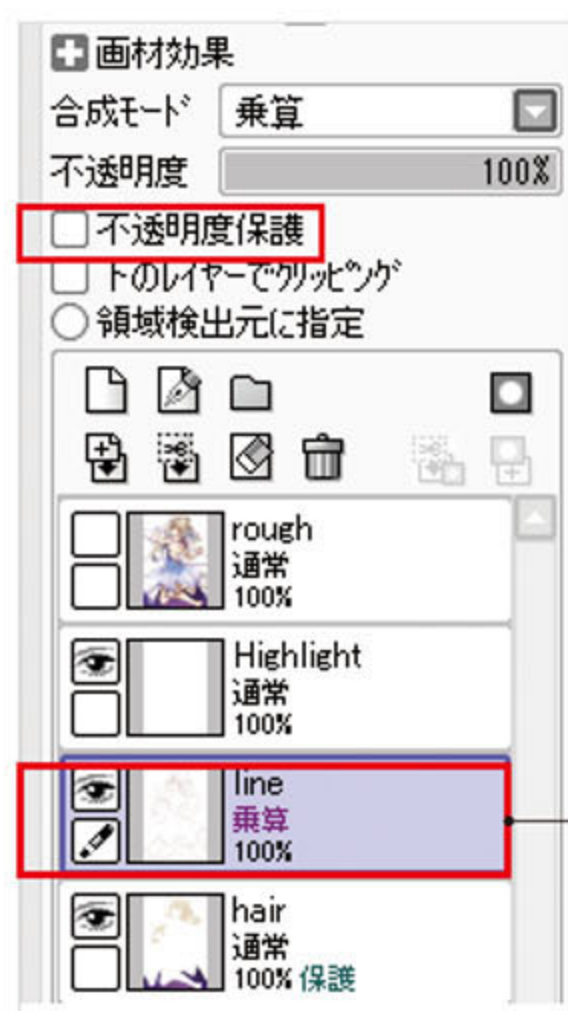 画材効果
合成モード 乗算
不透明度 100%
不透明度保護
下のレイヤーでクリッピング
領域検出元に指定
rough
通常
100%
Highlight
通常
100%
line
乗算
100%
hair
通常
100% 保護